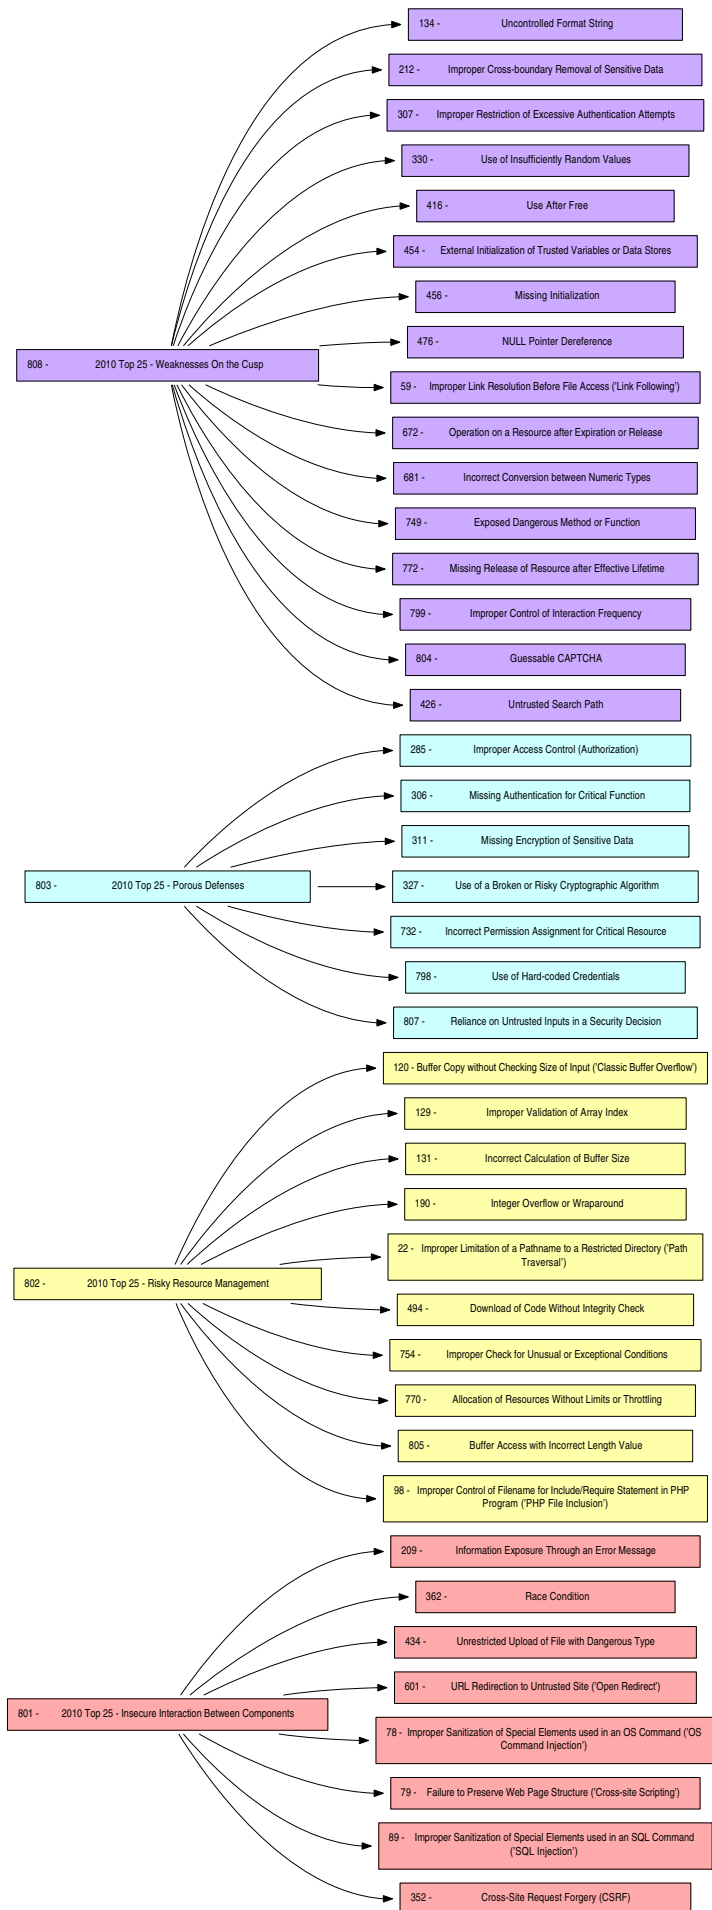 134 - Uncontrolled Format String
212 - Improper Cross-boundary Removal of Sensitive Data
307 - Improper Restriction of Excessive Authentication Attempts
330 - Use of Insufficiently Random Values
416 - Use After Free
454 - External Initialization of Trusted Variables or Data Stores
456 - Missing Initialization
476 - NULL Pointer Dereference
808 - 2010 Top 25 - Weaknesses On the Cusp
59 - Improper Link Resolution Before File Access ('Link Following')
672 - Operation on a Resource after Expiration or Release
681 - Incorrect Conversion between Numeric Types
749 - Exposed Dangerous Method or Function
772 - Missing Release of Resource after Effective Lifetime
799 - Improper Control of Interaction Frequency
804 - Guessable CAPTCHA
426 - Untrusted Search Path
285 - Improper Access Control (Authorization)
306 - Missing Authentication for Critical Function
311 - Missing Encryption of Sensitive Data
803 - 2010 Top 25 - Porous Defenses
327 - Use of a Broken or Risky Cryptographic Algorithm
732 - Incorrect Permission Assignment for Critical Resource
798 - Use of Hard-coded Credentials
807 - Reliance on Untrusted Inputs in a Security Decision
120 - Buffer Copy without Checking Size of Input ('Classic Buffer Overflow')
129 - Improper Validation of Array Index
131 - Incorrect Calculation of Buffer Size
190 - Integer Overflow or Wraparound
22 - Improper Limitation of a Pathname to a Restricted Directory ('Path
Traversal')
802 - 2010 Top 25 - Risky Resource Management
494 - Download of Code Without Integrity Check
754 - Improper Check for Unusual or Exceptional Conditions
770 - Allocation of Resources Without Limits or Throttling
805 - Buffer Access with Incorrect Length Value
98 - Improper Control of Filename for Include/Require Statement in PHP
Program ('PHP File Inclusion')
209 - Information Exposure Through an Error Message
362 - Race Condition
434 - Unrestricted Upload of File with Dangerous Type
601 - URL Redirection to Untrusted Site ('Open Redirect')
801 - 2010 Top 25 - Insecure Interaction Between Components
78 - Improper Sanitization of Special Elements used in an OS Command ('OS
Command Injection')
79 - Failure to Preserve Web Page Structure ('Cross-site Scripting')
89 - Improper Sanitization of Special Elements used in an SQL Command
('SQL Injection')
352 - Cross-Site Request Forgery (CSRF)